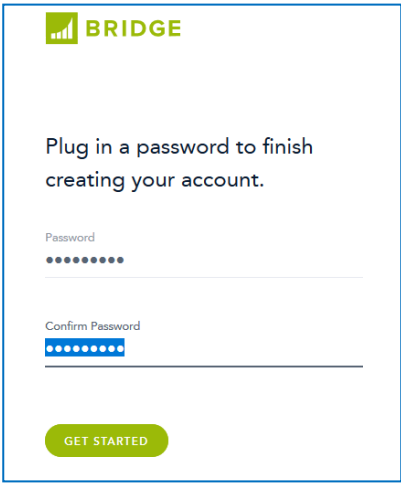 BRIDGE
Plug in a password to finish
creating your account.
Password
●●●●●●●●●
Confirm Password
●●●●●●●●●
GET STARTED